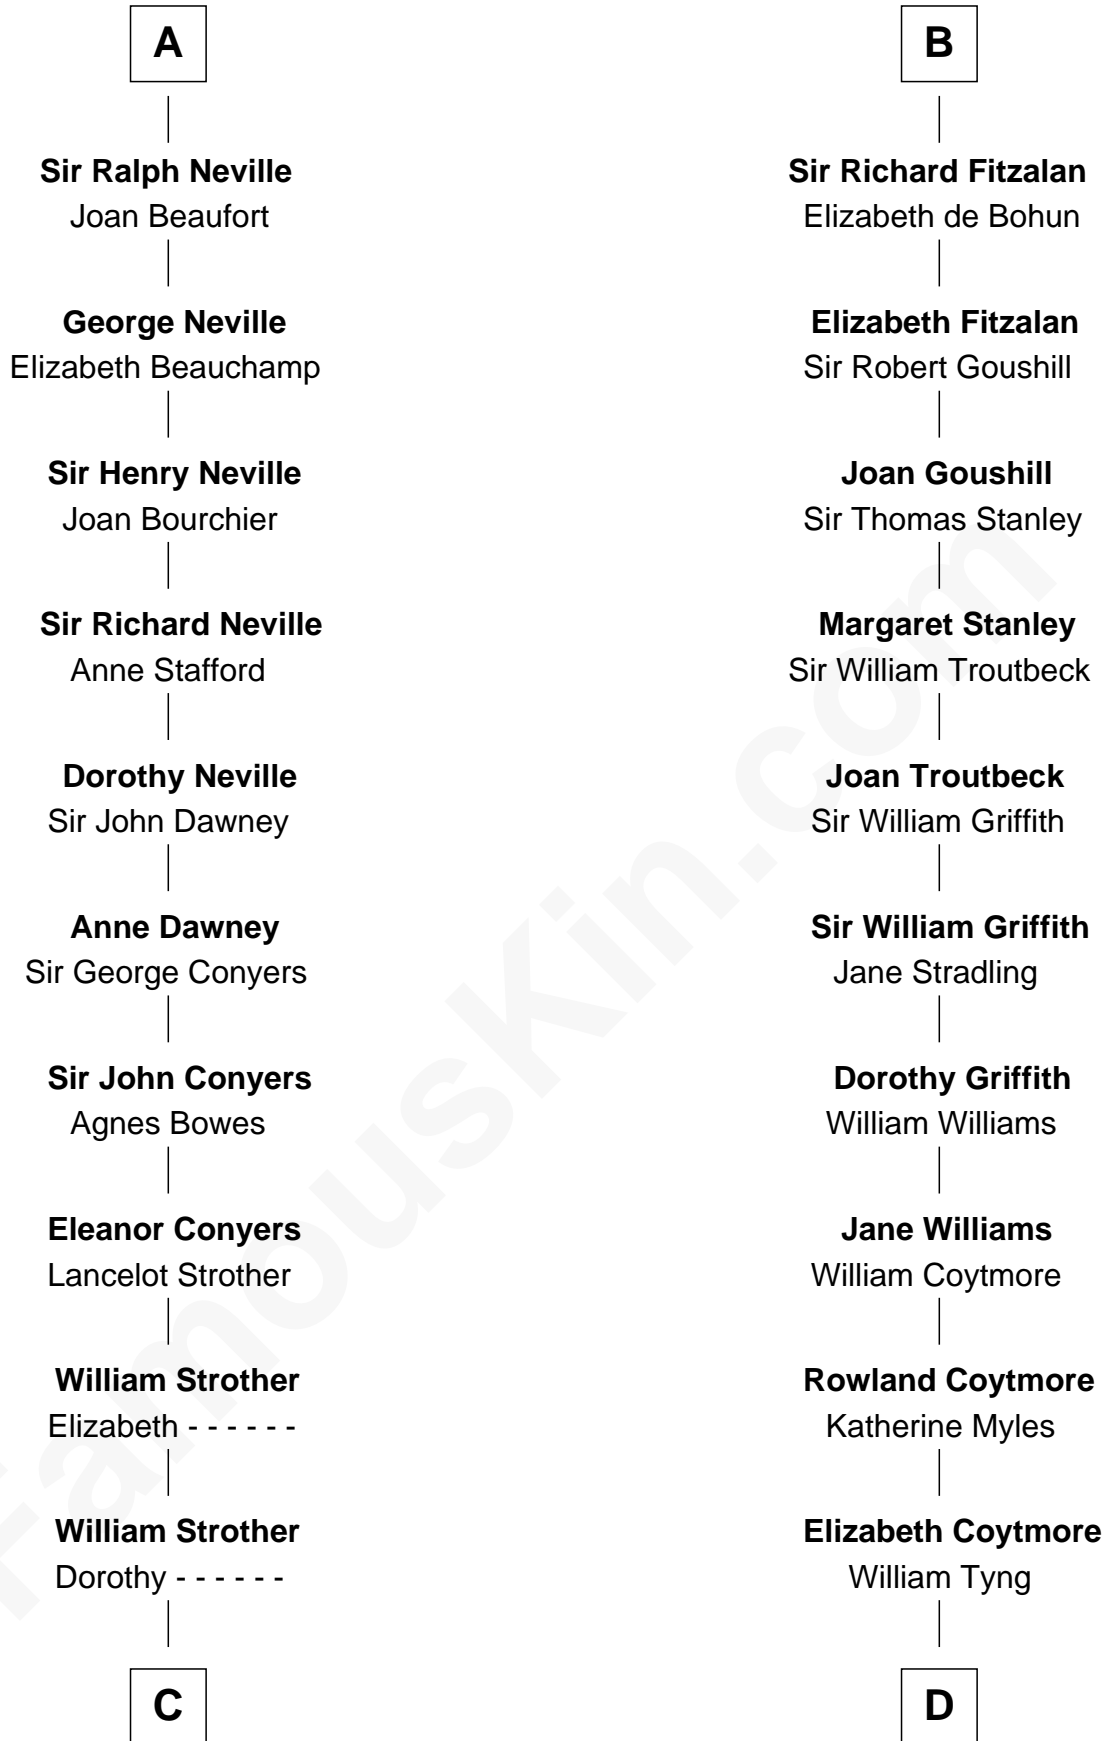 A
Sir Ralph Neville
Joan Beaufort
George Neville
Elizabeth Beauchamp
Sir Henry Neville
Joan Bourchier
Sir Richard Neville
Anne Stafford
Dorothy Neville
Sir John Dawney
Anne Dawney
Sir George Conyers
Sir John Conyers
Agnes Bowes
Eleanor Conyers
Lancelot Strother
William Strother
Elizabeth - - - - - -
William Strother
Dorothy - - - - - -
C
B
Sir Richard Fitzalan
Elizabeth de Bohun
Elizabeth Fitzalan
Sir Robert Goushill
Joan Goushill
Sir Thomas Stanley
Margaret Stanley
Sir William Troutbeck
Joan Troutbeck
Sir William Griffith
Sir William Griffith
Jane Stradling
Dorothy Griffith
William Williams
Jane Williams
William Coytmore
Rowland Coytmore
Katherine Myles
Elizabeth Coytmore
William Tyng
D
FamousKin.com